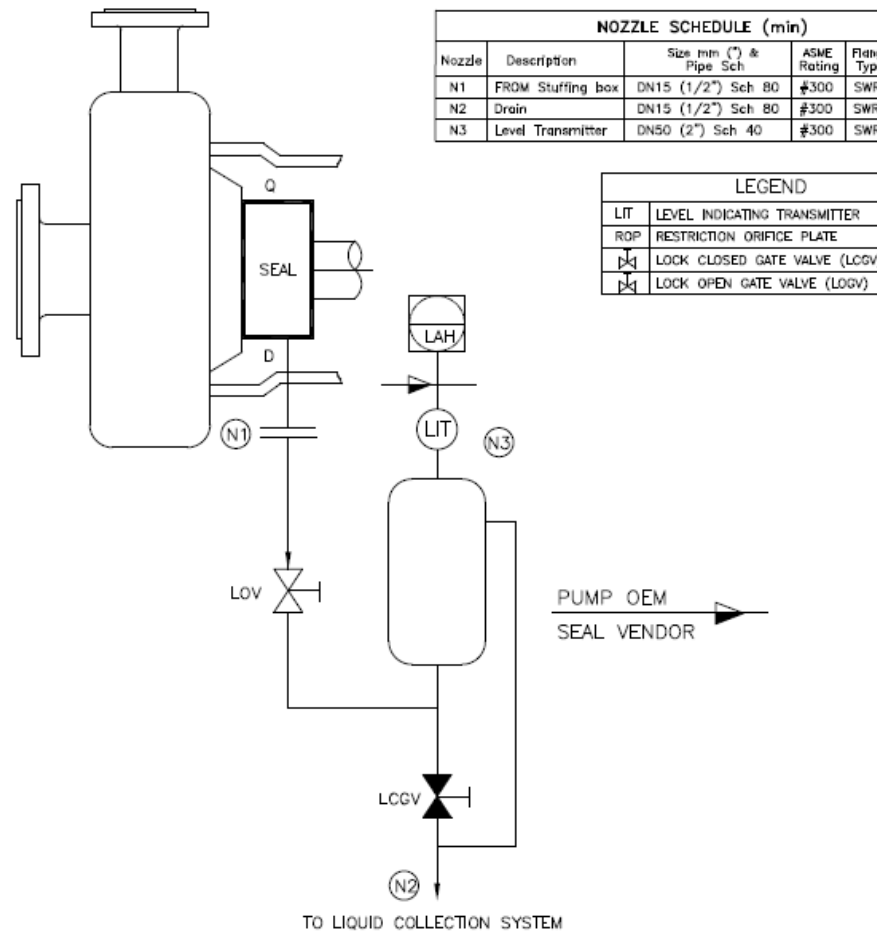 NOZZLE SCHEDULE (min)
Nozzle Description Size mm (") & Pipe Sch ASME Rating
N1 FROM Stuffing box DN15 (1/2") Sch 80 #300
N2 Drain DN15 (1/2") Sch 80 #300
N3 Level Transmitter DN50 (2") Sch 40 #300
LEGEND
LIT LEVEL INDICATING TRANSMITTER
ROP RESTRICTION ORIFICE PLATE
LOCK CLOSED GATE VALVE (LCGV
LOCK OPEN GATE VALVE (LOGV)
Q
SEAL
D
LAH
N1
LIT
N3
LOV
PUMP OEM
SEAL VENDOR
LCGV
N2
TO LIQUID COLLECTION SYSTEM